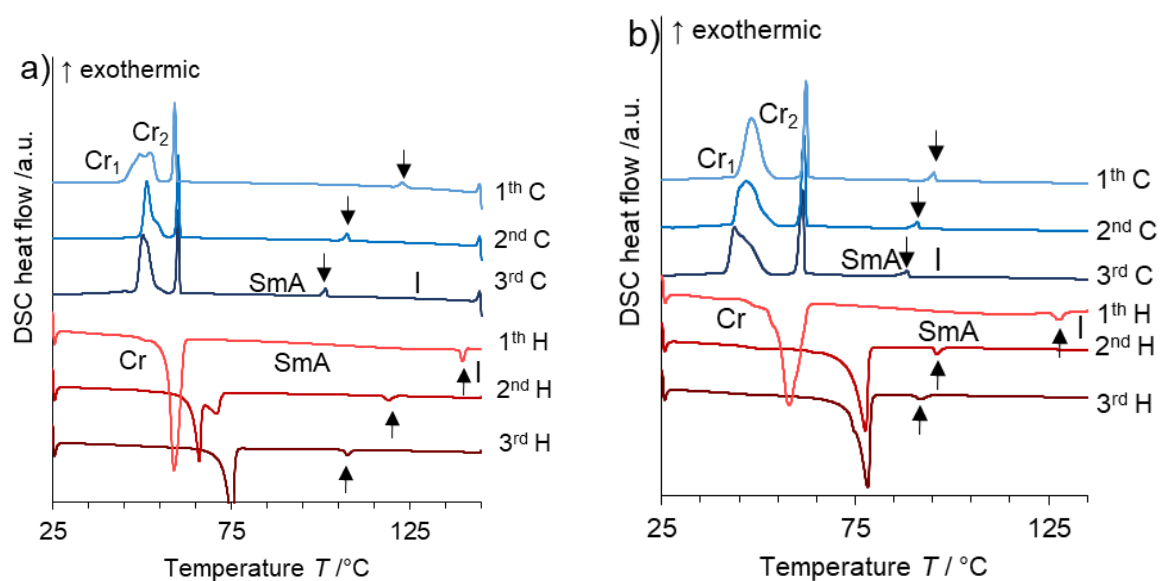 a) ↑ exothermic
DSC heat flow /a.u.
Cr₁
Cr₂
1ᵗʰ C
2ⁿᵈ C
3ʳᵈ C
SmA
I
1ᵗʰ H
2ⁿᵈ H
3ʳᵈ H
Cr
SmA
I
25
75
125
Temperature T /°C
b) ↑ exothermic
DSC heat flow /a.u.
Cr₁
Cr₂
1ᵗʰ C
2ⁿᵈ C
3ʳᵈ C
SmA
I
1ᵗʰ H
2ⁿᵈ H
3ʳᵈ H
Cr
SmA
I
25
75
125
Temperature T /°C